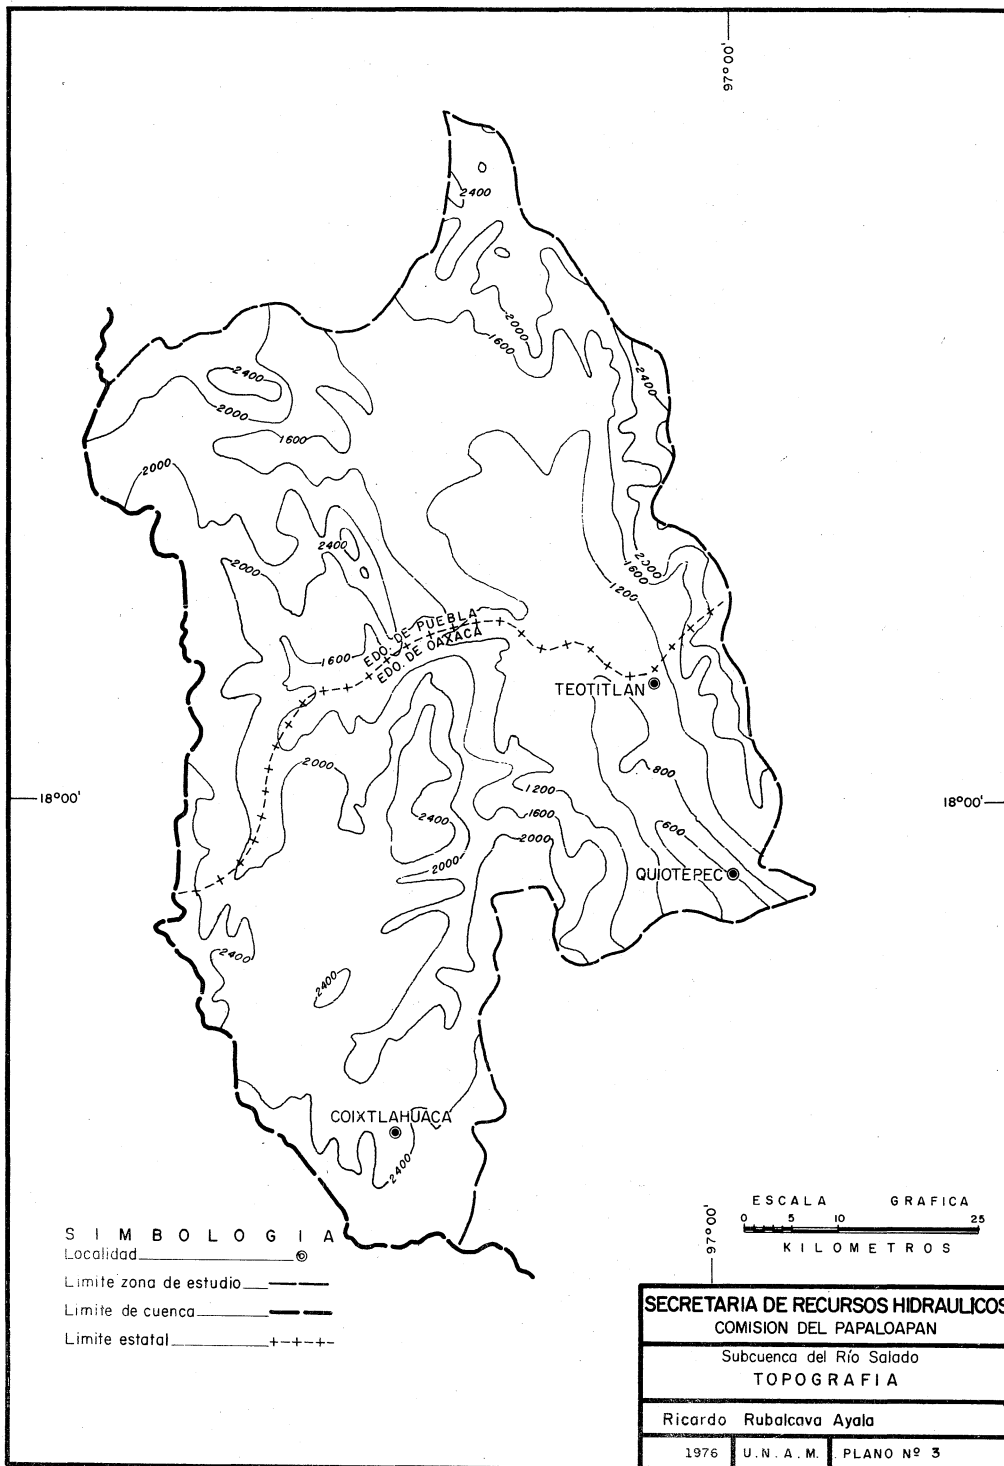 97°00'
2400
2000
1600
2400
2400
2000
1600
2000
2400
2000
2000
1600
1200
EDO. DE PUEBLA
EDO. DE OAXACA
1600
TEOTITLAN
2000
800
18°00'
18°00'
1200
2400
1600
600
2000
2000
QUIOTEPEC
2400
2400
COIXTLAHUACA
2400
97°00'
ESCALA GRAFICA
0 5 10 25
KILOMETROS
SIMBOLOGIA
Localidad
Limite zona de estudio
Limite de cuenca
Limite estatal
SECRETARIA DE RECURSOS HIDRAULICOS
COMISION DEL PAPALOAPAN
Subcuenca del Río Salado
TOPOGRAFIA
Ricardo Rubalcava Ayala
1976 U.N.A.M. PLANO Nº 3